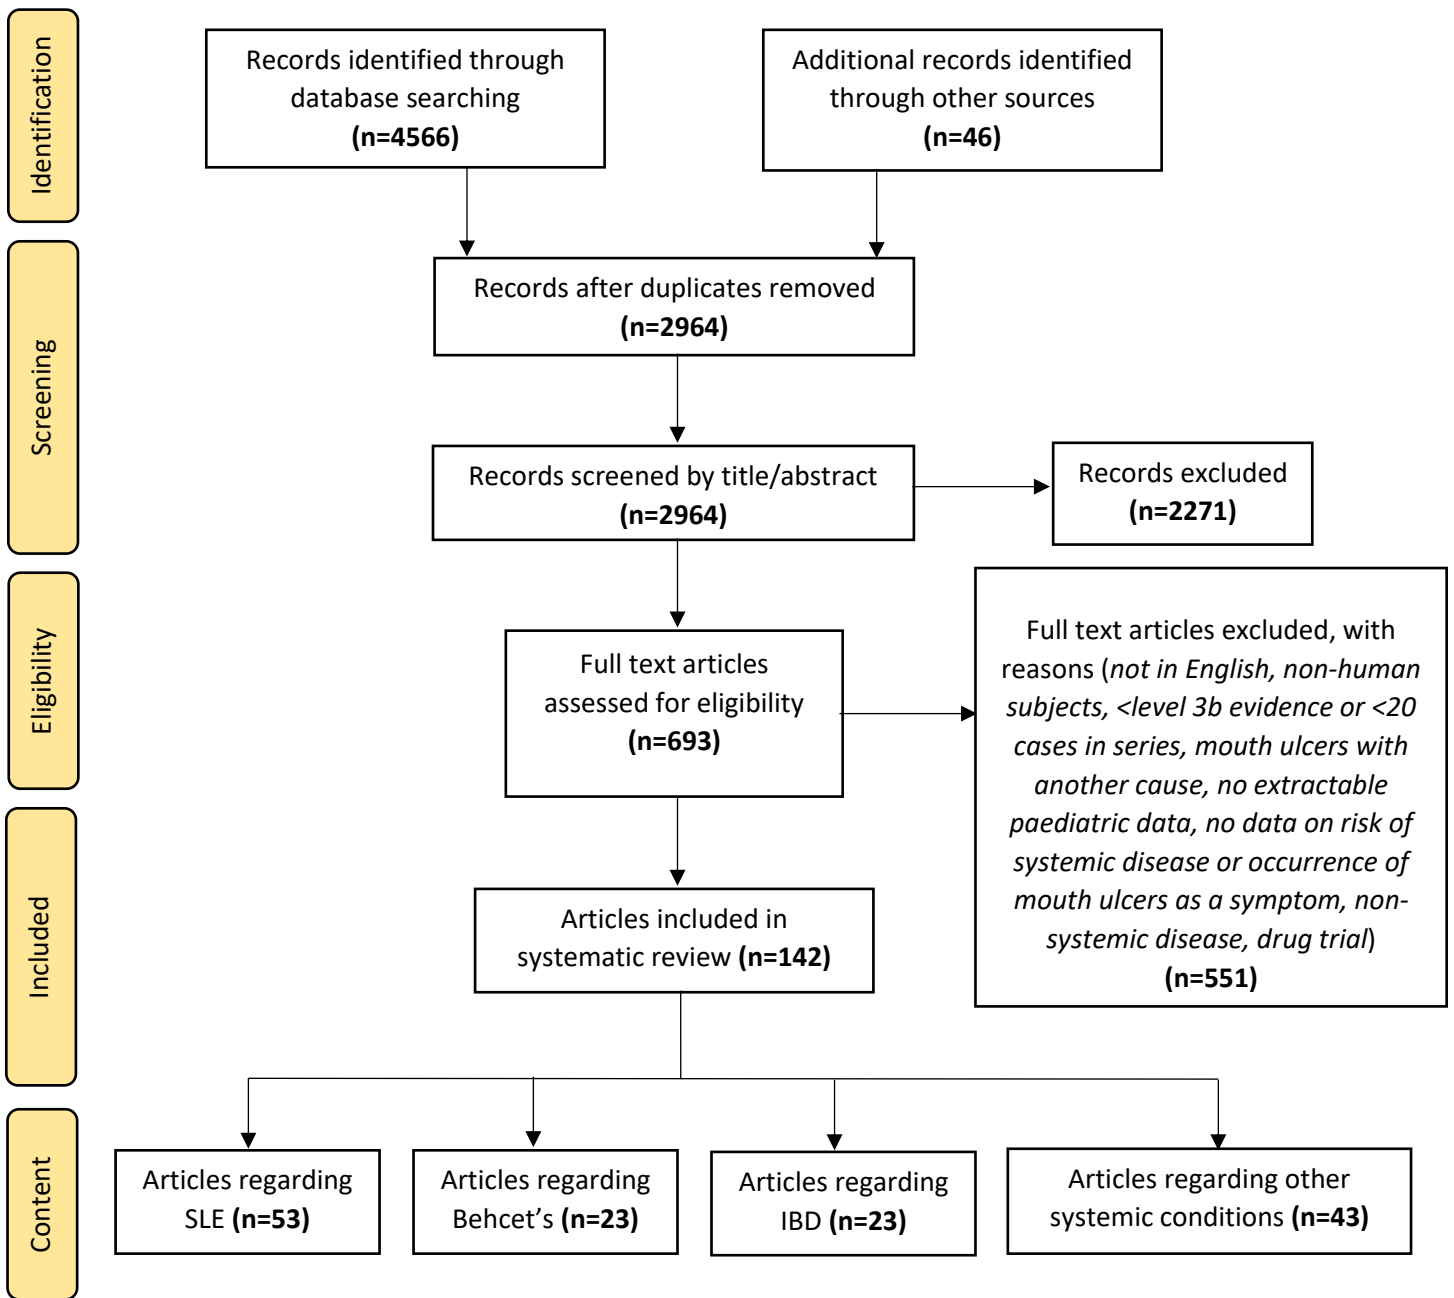 Identification
Records identified through
database searching
(n=4566)
Additional records identified
through other sources
(n=46)
Screening
Records after duplicates removed
(n=2964)
Records screened by title/abstract
(n=2964)
Records excluded
(n=2271)
Eligibility
Full text articles
assessed for eligibility
(n=693)
Full text articles excluded, with
reasons (not in English, non-human
subjects, <level 3b evidence or <20
cases in series, mouth ulcers with
another cause, no extractable
paediatric data, no data on risk of
systemic disease or occurrence of
mouth ulcers as a symptom, non-
systemic disease, drug trial)
(n=551)
Included
Articles included in
systematic review (n=142)
Content
Articles regarding
SLE (n=53)
Articles regarding
Behcet’s (n=23)
Articles regarding
IBD (n=23)
Articles regarding other
systemic conditions (n=43)